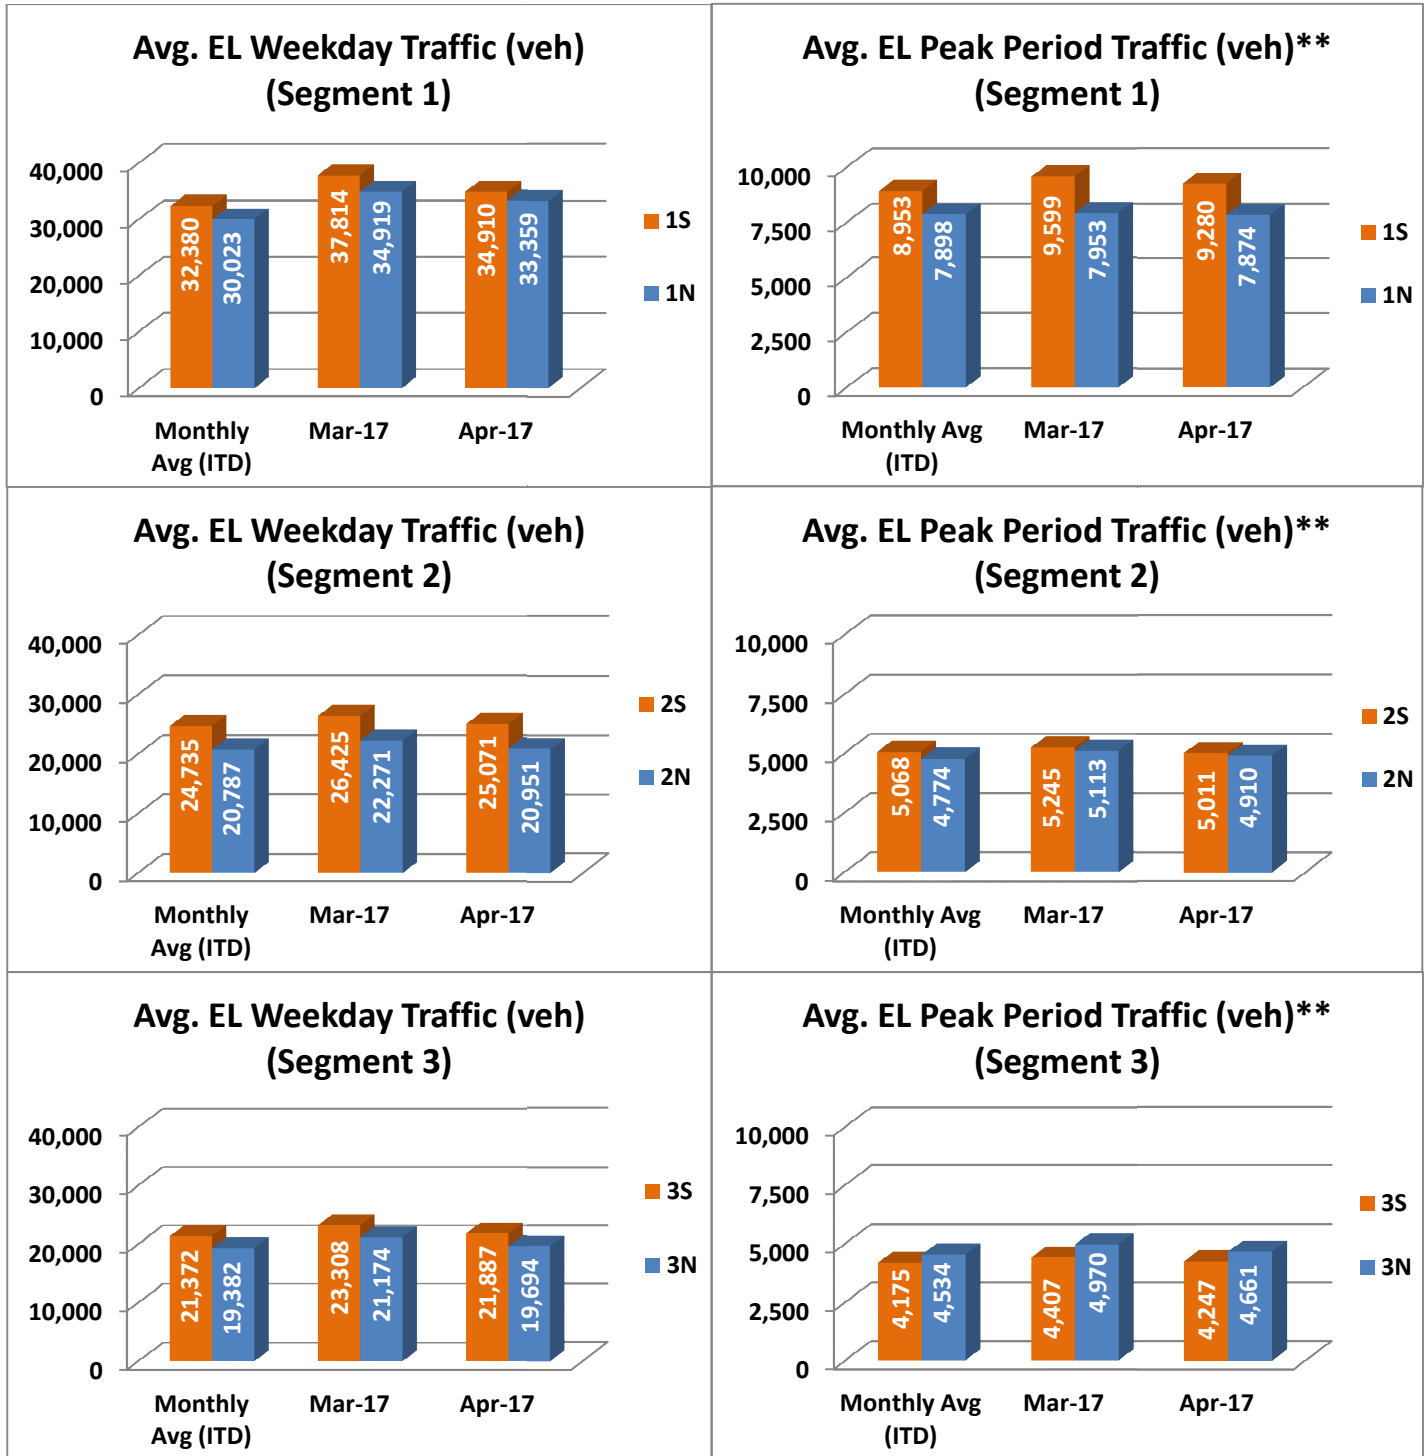 Avg. EL Weekday Traffic (veh)
(Segment 1)
40,000
30,000
20,000
10,000
0
32,380
30,023
37,814
34,919
34,910
33,359
Monthly
Avg (ITD)
Mar-17
Apr-17
1S
1N
Avg. EL Peak Period Traffic (veh)**
(Segment 1)
10,000
7,500
5,000
2,500
0
8,953
7,898
9,599
7,953
9,280
7,874
Monthly Avg
(ITD)
Mar-17
Apr-17
1S
1N
Avg. EL Weekday Traffic (veh)
(Segment 2)
40,000
30,000
20,000
10,000
0
24,735
20,787
26,425
22,271
25,071
20,951
Monthly
Avg (ITD)
Mar-17
Apr-17
2S
2N
Avg. EL Peak Period Traffic (veh)**
(Segment 2)
10,000
7,500
5,000
2,500
0
5,068
4,774
5,245
5,113
5,011
4,910
Monthly Avg
(ITD)
Mar-17
Apr-17
2S
2N
Avg. EL Weekday Traffic (veh)
(Segment 3)
40,000
30,000
20,000
10,000
0
21,372
19,382
23,308
21,174
21,887
19,694
Monthly
Avg (ITD)
Mar-17
Apr-17
3S
3N
Avg. EL Peak Period Traffic (veh)**
(Segment 3)
10,000
7,500
5,000
2,500
0
4,175
4,534
4,407
4,970
4,247
4,661
Monthly Avg
(ITD)
Mar-17
Apr-17
3S
3N